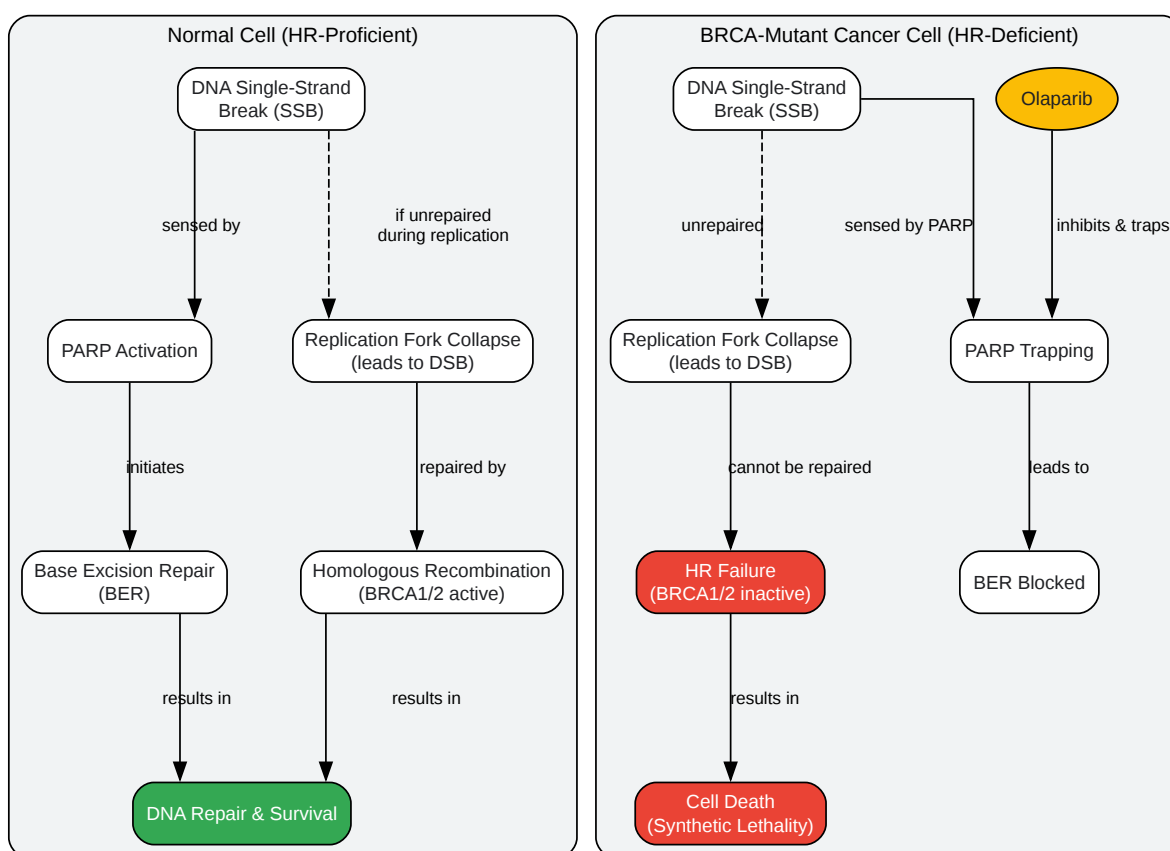 Normal Cell (HR-Proficient)
DNA Single-Strand
Break (SSB)
sensed by
if unrepaired
during replication
PARP Activation
Replication Fork Collapse
(leads to DSB)
initiates
repaired by
Base Excision Repair
(BER)
Homologous Recombination
(BRCA1/2 active)
results in
results in
DNA Repair & Survival
BRCA-Mutant Cancer Cell (HR-Deficient)
DNA Single-Strand
Break (SSB)
Olaparib
unrepaired
sensed by PARP
inhibits & traps
Replication Fork Collapse
(leads to DSB)
PARP Trapping
cannot be repaired
leads to
HR Failure
(BRCA1/2 inactive)
BER Blocked
results in
Cell Death
(Synthetic Lethality)